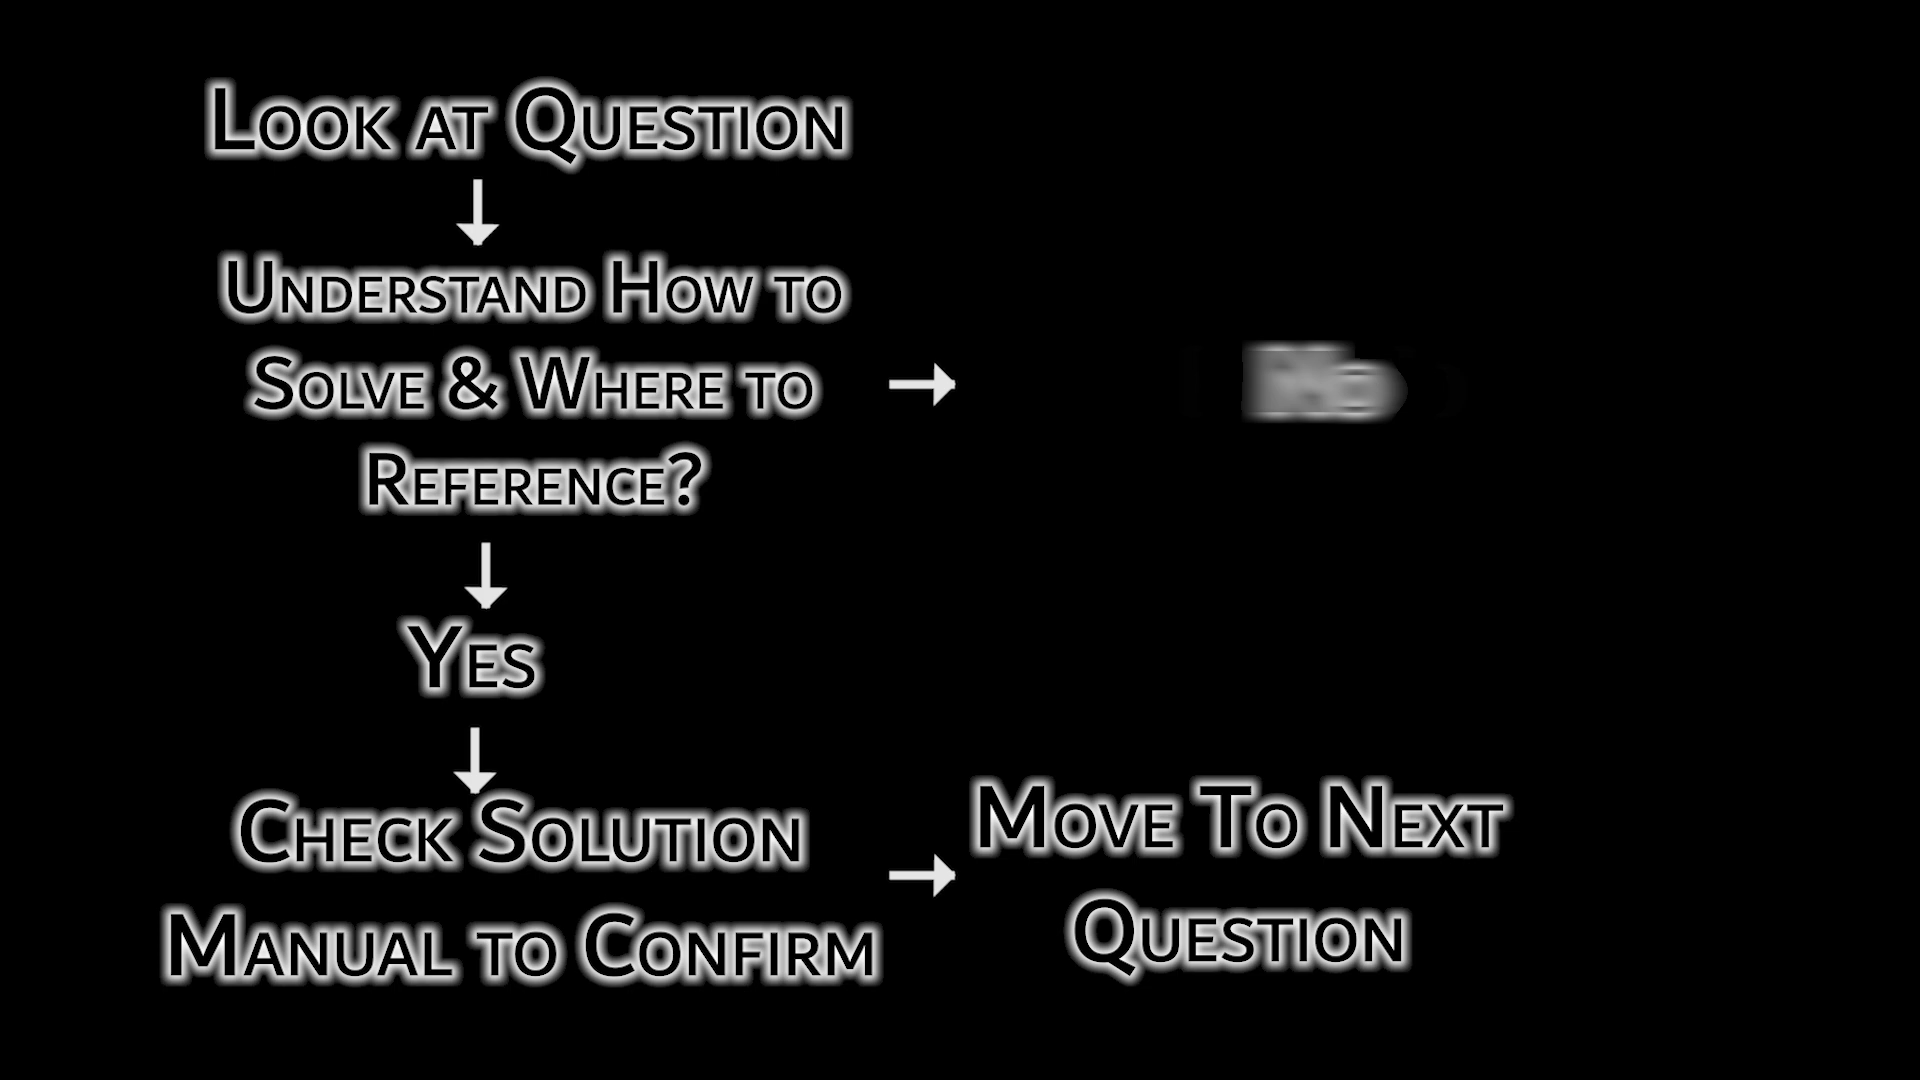 Look at Question
Understand How to
Solve & Where to
Reference?
Yes
Check Solution
Manual to Confirm
Move To Next
Question